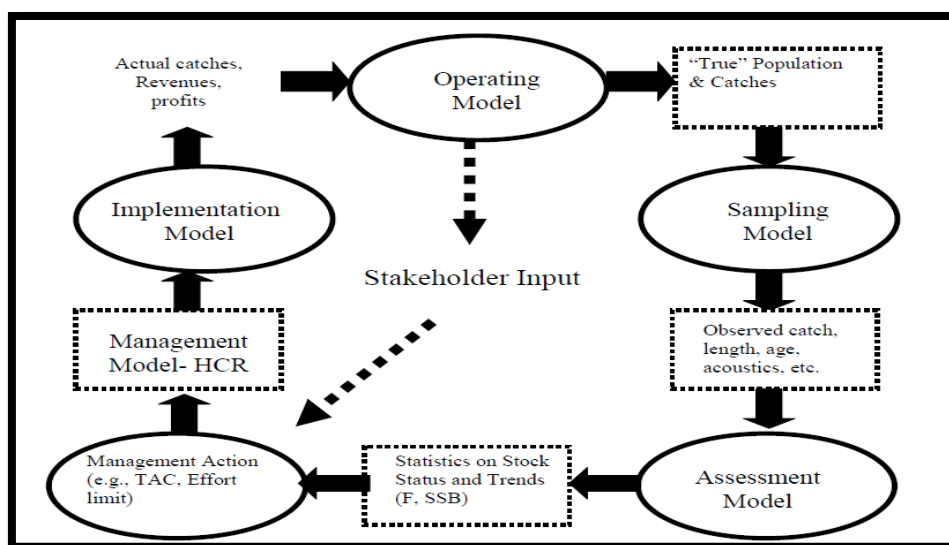 Actual catches,
Revenues,
profits
Operating
Model
“True” Population
& Catches
Implementation
Model
Sampling
Model
Stakeholder Input
Management
Model- HCR
Observed catch,
length, age,
acoustics, etc.
Management Action
(e.g., TAC, Effort
limit)
Statistics on Stock
Status and Trends
(F, SSB)
Assessment
Model